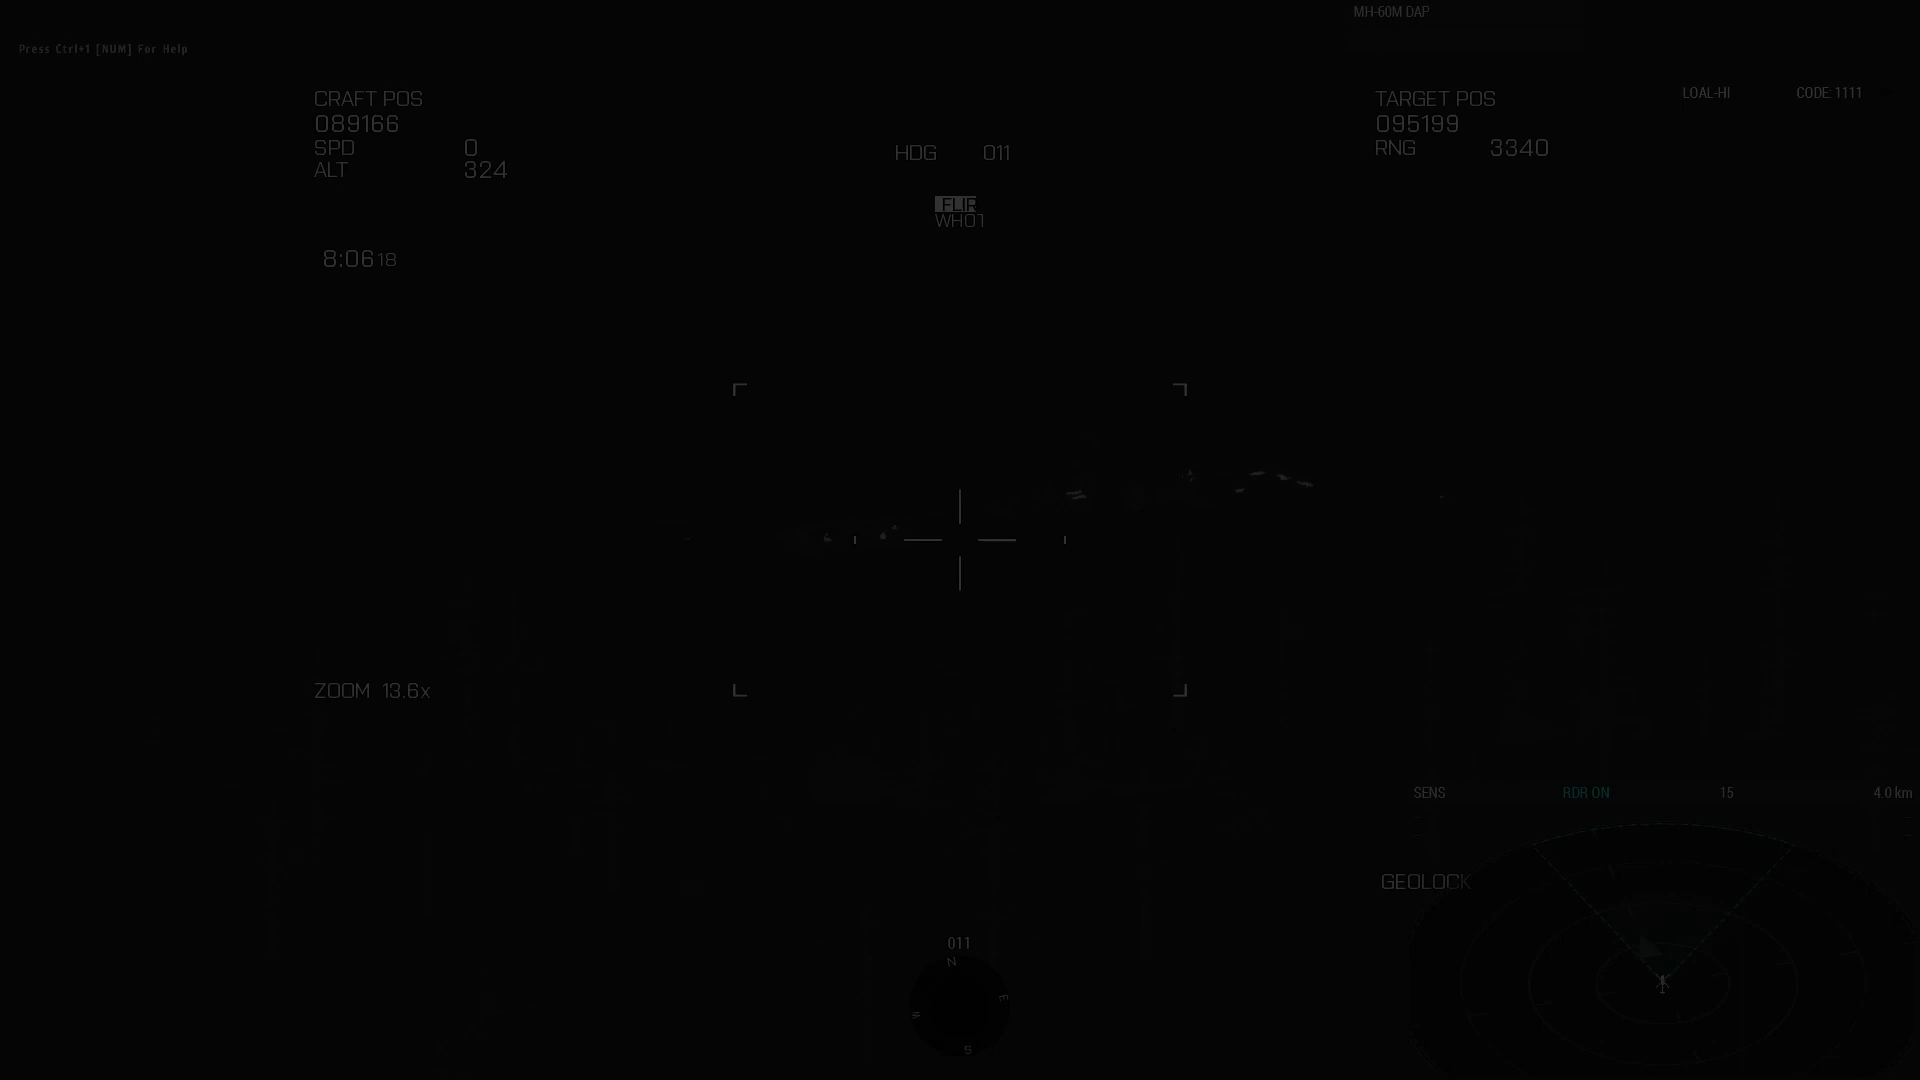 MH-60M DAP
Press Ctrl+1 [NUM] For Help
CRAFT POS
089166
SPD 0
ALT 324
HDG 011
TARGET POS
095199
RNG 3340
LOAL-HI CODE: 1111
FLIR
WHOT
8:06 18
ZOOM 13.6x
SENS RDR ON 15 4.0 km
GEOLOCK
011
N
E
W
S